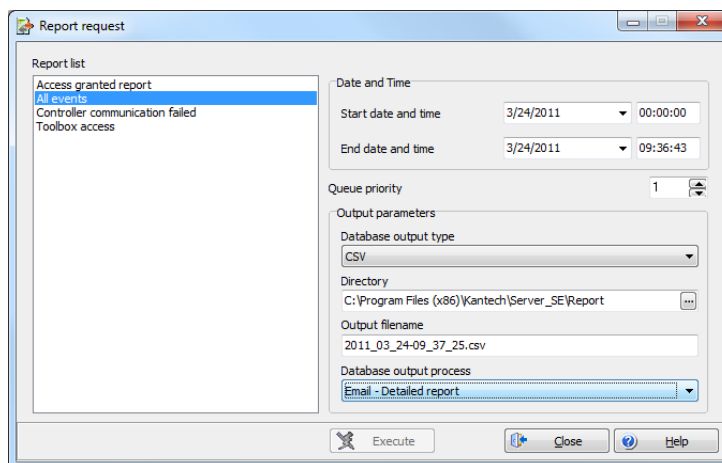 Report request
Report list
Access granted report
All events
Controller communication failed
Toolbox access
Date and Time
Start date and time 3/24/2011 00:00:00
End date and time 3/24/2011 09:36:43
Queue priority 1
Output parameters
Database output type
CSV
Directory
C:\Program Files (x86)\Kantech\Server_SE\Report ...
Output filename
2011_03_24-09_37_25.csv
Database output process
Email - Detailed report
Execute Close Help